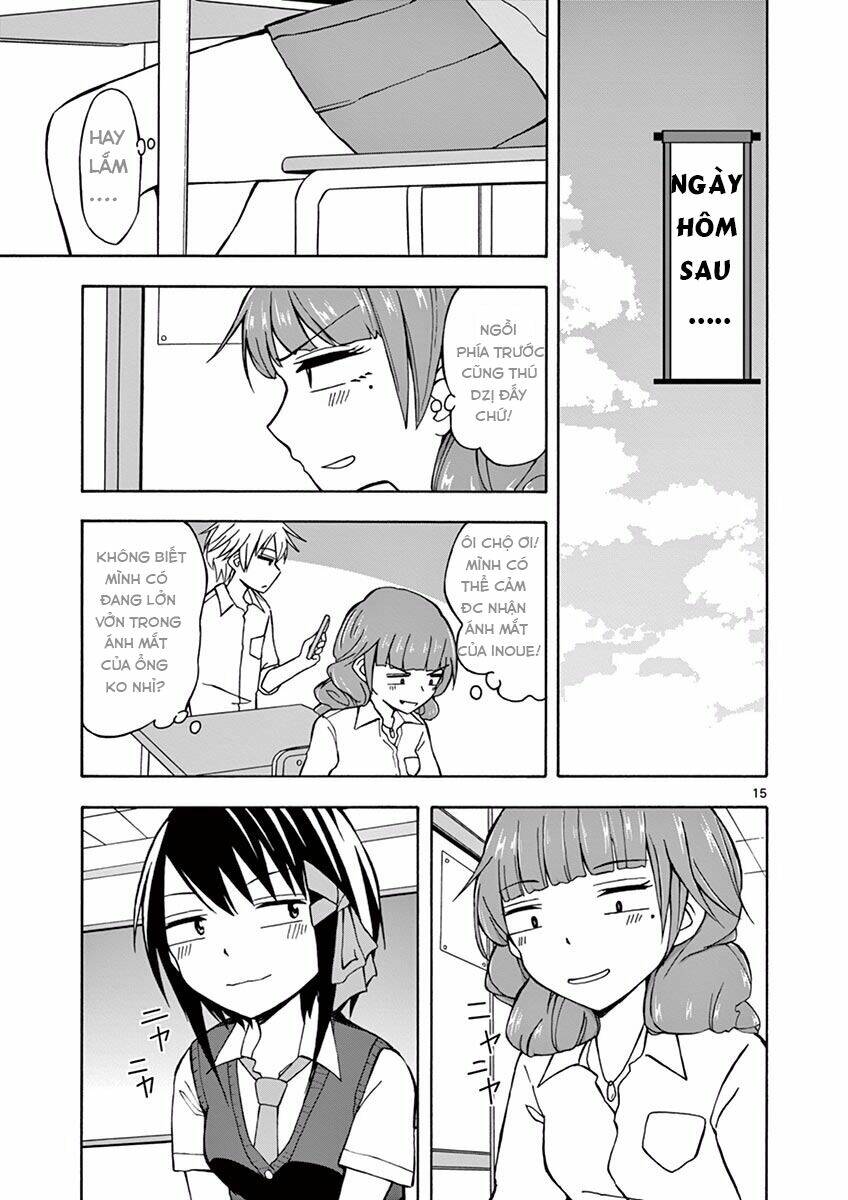 NGÀY
HÔM
SAU
.....
HAY
LẮM
....
NGỒI
PHÍA TRƯỚC
CŨNG THÚ
DZỊ ĐẤY
CHỨ!
ÔI CHỘ ÔI!
MÌNH CÓ
THỂ CẢM
ĐC NHẬN
ÁNH MẮT
CỦA INOUE!
KHÔNG BIẾT
MÌNH CÓ
ĐANG LỞN
VỞN TRONG
ÁNH MẮT
CỦA ỔNG
KO NHỈ?
15
ニヤ
ニヤ
ニヤ
ニヤ